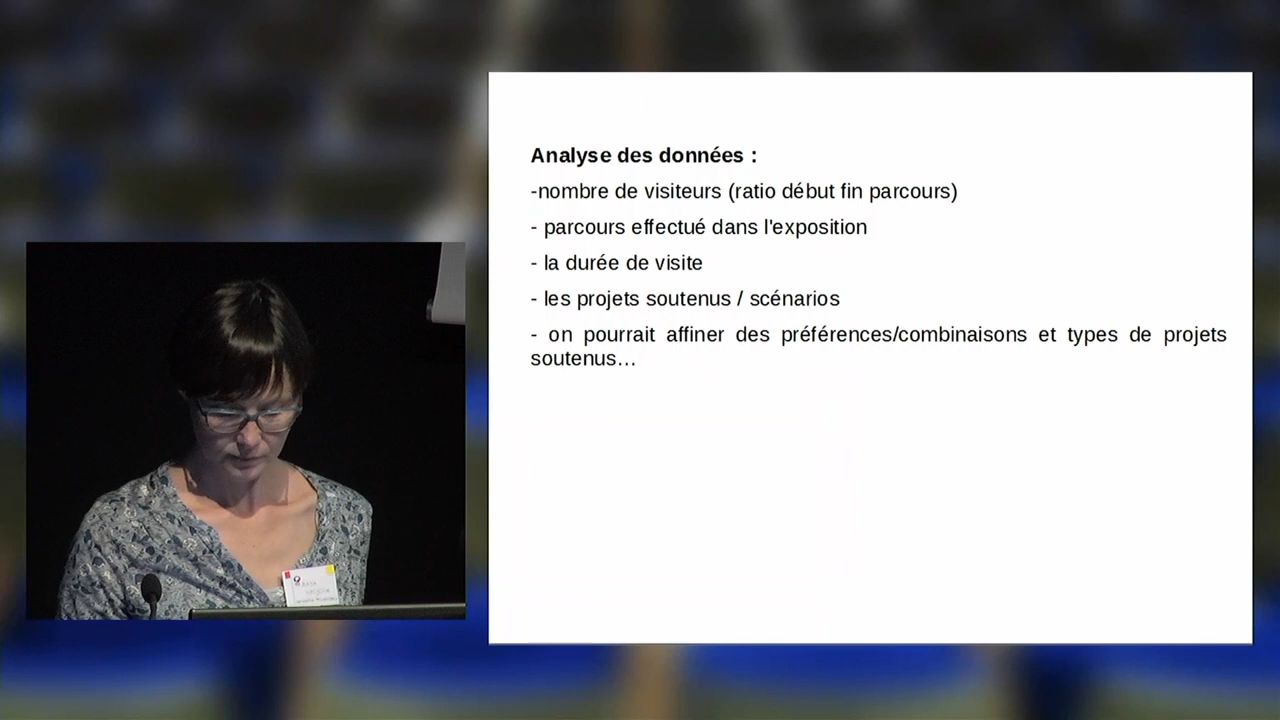 Analyse des données :
-nombre de visiteurs (ratio début fin parcours)
- parcours effectué dans l'exposition
- la durée de visite
- les projets soutenus / scénarios
- on pourrait affiner des préférences/combinaisons et types de projets
soutenus…